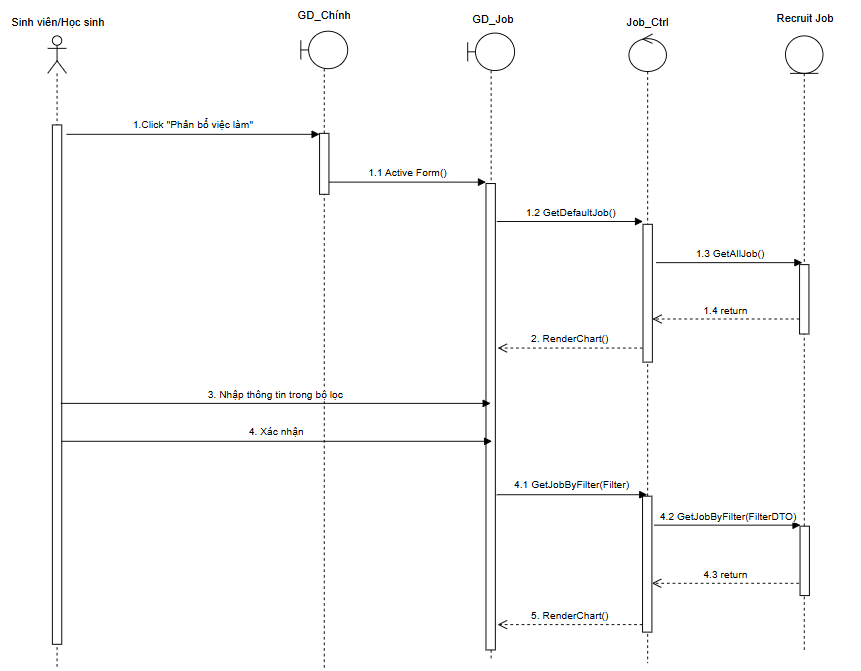 Sinh viên/Học sinh
GD_Chính
GD_Job
Job_Ctrl
Recruit Job
1.Click "Phân bổ việc làm"
1.1 Active Form()
1.2 GetDefaultJob()
1.3 GetAllJob()
1.4 return
2. RenderChart()
3. Nhập thông tin trong bộ lọc
4. Xác nhận
4.1 GetJobByFilter(Filter)
4.2 GetJobByFilter(FilterDTO)
4.3 return
5. RenderChart()